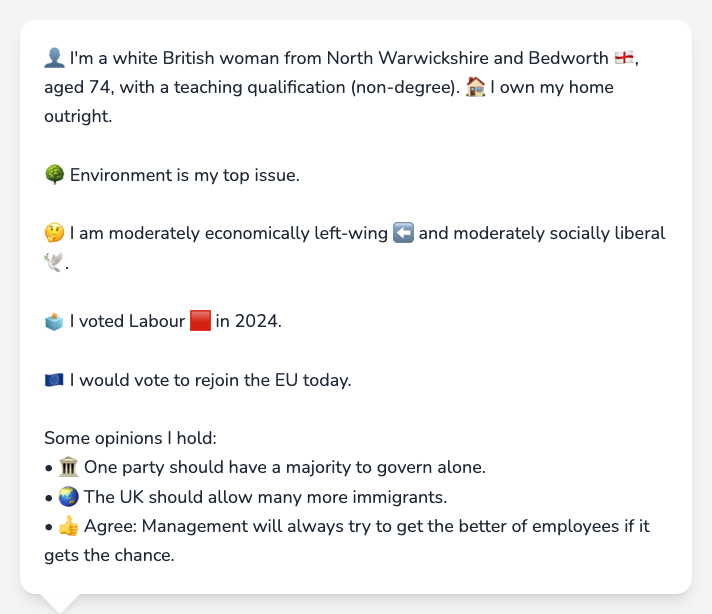 👤 I'm a white British woman from North Warwickshire and Bedworth 🏴󠁧󠁢󠁥󠁮󠁧󠁿,
aged 74, with a teaching qualification (non-degree). 🏠 I own my home
outright.
🌳 Environment is my top issue.
🤔 I am moderately economically left-wing ⬅️ and moderately socially liberal
🕊️.
🗳️ I voted Labour 🟥 in 2024.
🇪🇺 I would vote to rejoin the EU today.
Some opinions I hold:
• 🏛️ One party should have a majority to govern alone.
• 🌏 The UK should allow many more immigrants.
• 👍 Agree: Management will always try to get the better of employees if it
gets the chance.